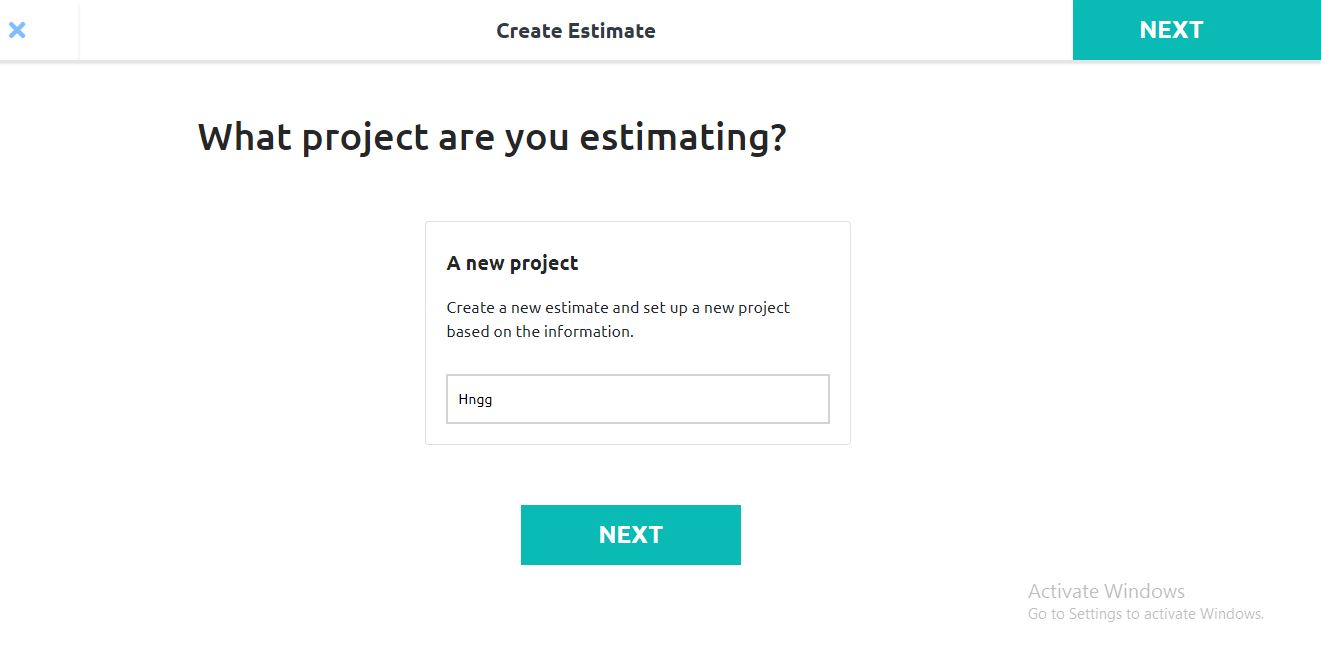 Create Estimate
NEXT
What project are you estimating?
A new project
Create a new estimate and set up a new project
based on the information.
Hngg
NEXT
Activate Windows
Go to Settings to activate Windows.